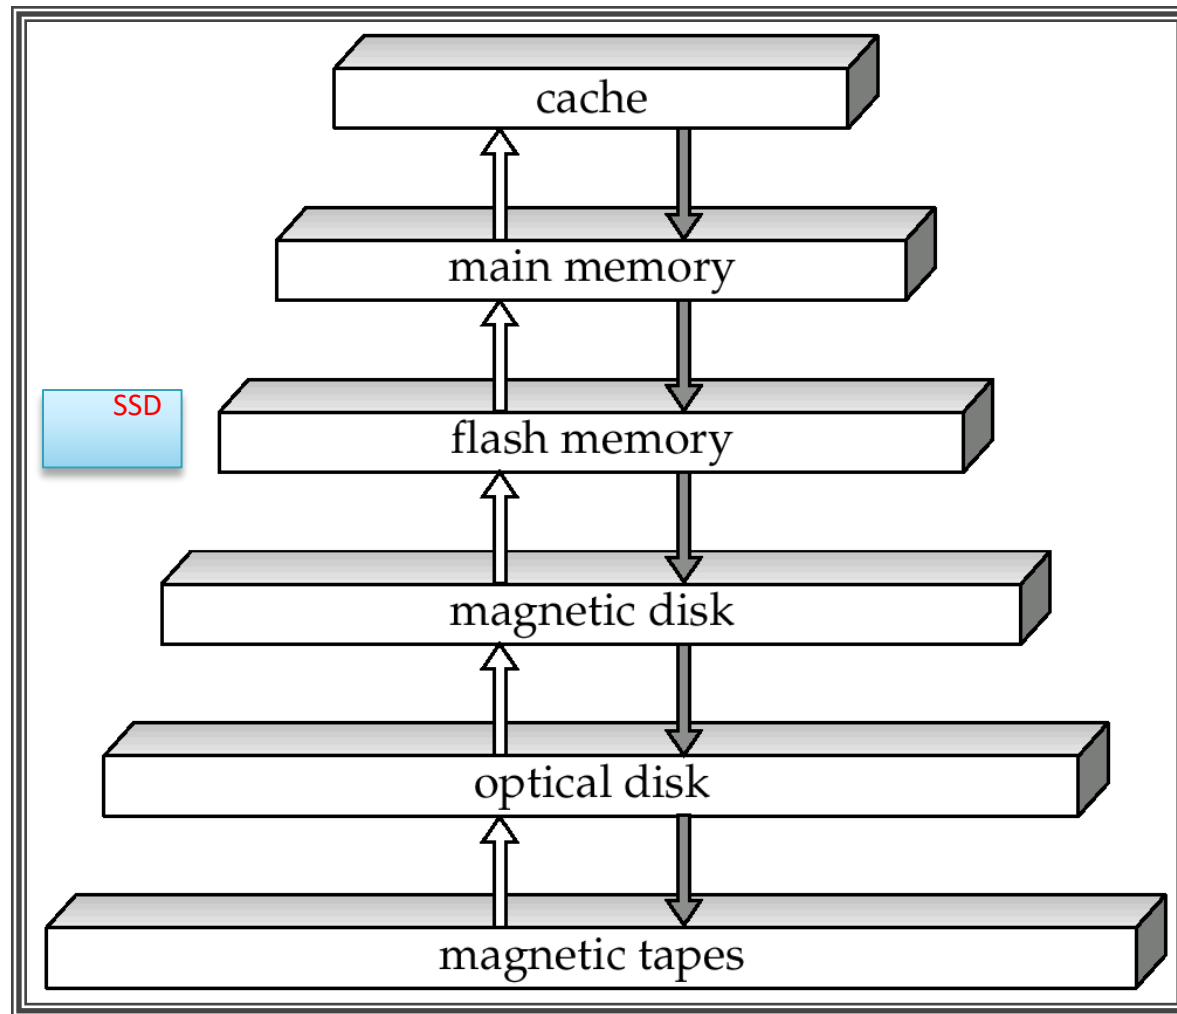 cache
main memory
SSD
flash memory
magnetic disk
optical disk
magnetic tapes